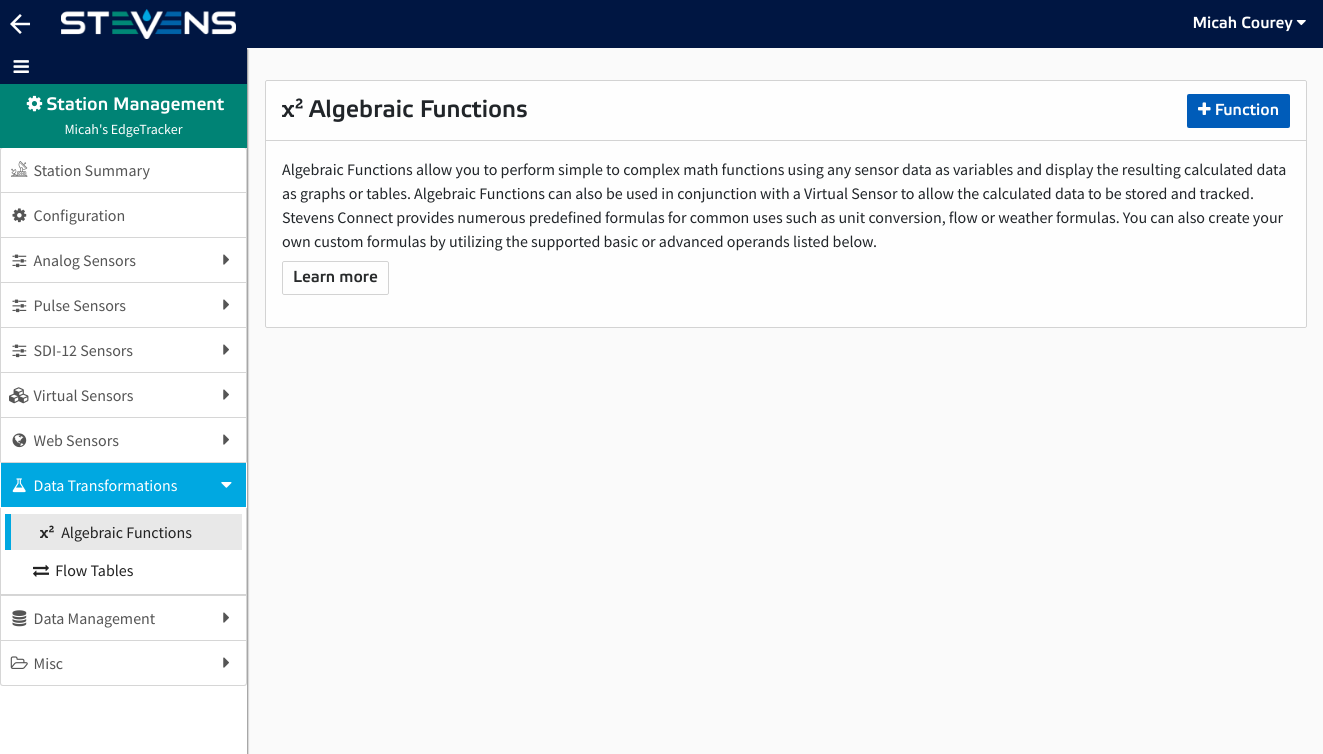 STEVENS
Micah Courey
Station Management
Micah's EdgeTracker
Station Summary
Configuration
Analog Sensors
Pulse Sensors
SDI-12 Sensors
Virtual Sensors
Web Sensors
Data Transformations
x² Algebraic Functions
Flow Tables
Data Management
Misc
x² Algebraic Functions
+ Function
Algebraic Functions allow you to perform simple to complex math functions using any sensor data as variables and display the resulting calculated data
as graphs or tables. Algebraic Functions can also be used in conjunction with a Virtual Sensor to allow the calculated data to be stored and tracked.
Stevens Connect provides numerous predefined formulas for common uses such as unit conversion, flow or weather formulas. You can also create your
own custom formulas by utilizing the supported basic or advanced operands listed below.
Learn more